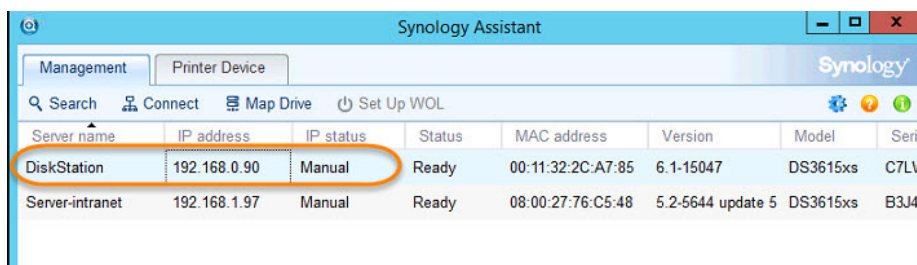 Synology Assistant
Management Printer Device Synology
Search Connect Map Drive Set Up WOL
Server name IP address IP status Status MAC address Version Model Seri
DiskStation 192.168.0.90 Manual Ready 00:11:32:2C:A7:85 6.1-15047 DS3615xs C7LV
Server-intranet 192.168.1.97 Manual Ready 08:00:27:76:C5:48 5.2-5644 update 5 DS3615xs B3J4